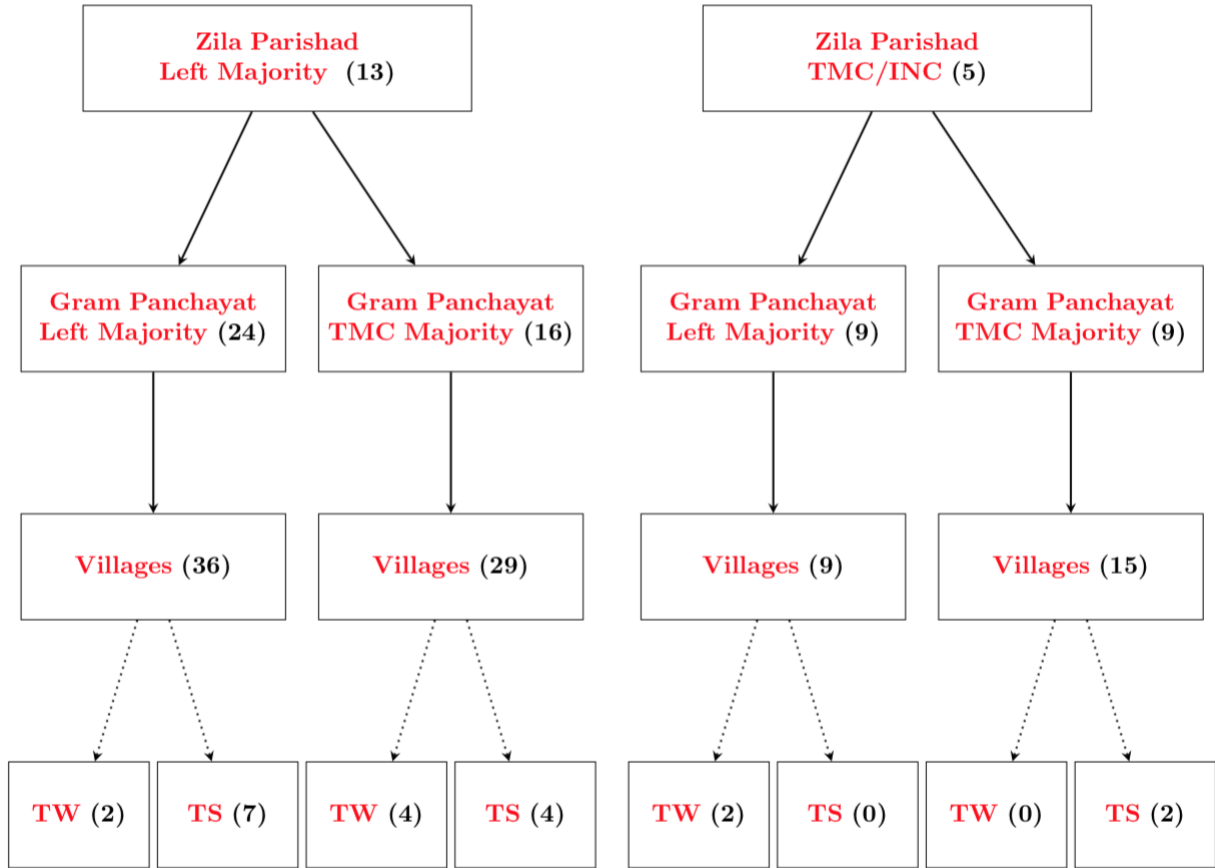 Zila Parishad
Left Majority (13)
Zila Parishad
TMC/INC (5)
Gram Panchayat
Left Majority (24)
Gram Panchayat
TMC Majority (16)
Gram Panchayat
Left Majority (9)
Gram Panchayat
TMC Majority (9)
Villages (36)
Villages (29)
Villages (9)
Villages (15)
TW (2)
TS (7)
TW (4)
TS (4)
TW (2)
TS (0)
TW (0)
TS (2)